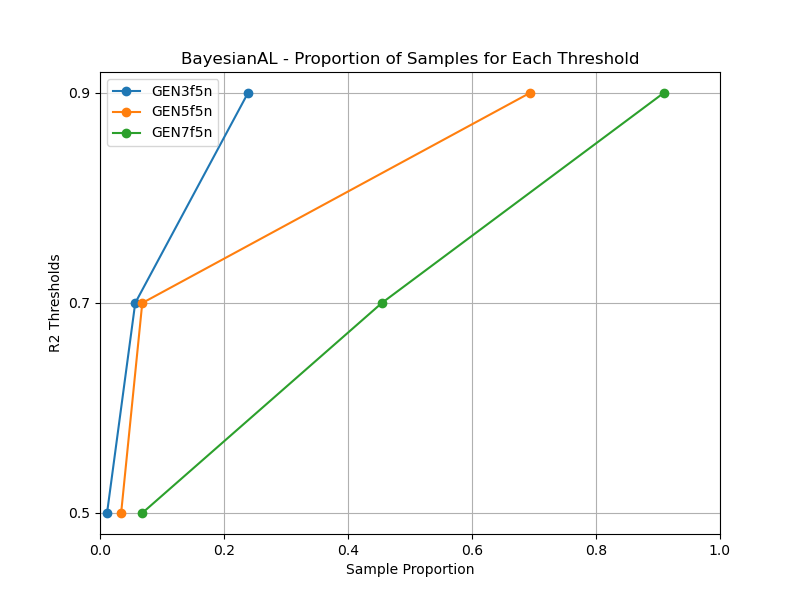 BayesianAL - Proportion of Samples for Each Threshold
GEN3f5n
GEN5f5n
GEN7f5n
0.9
0.7
0.5
R2 Thresholds
0.0 0.2 0.4 0.6 0.8 1.0
Sample Proportion